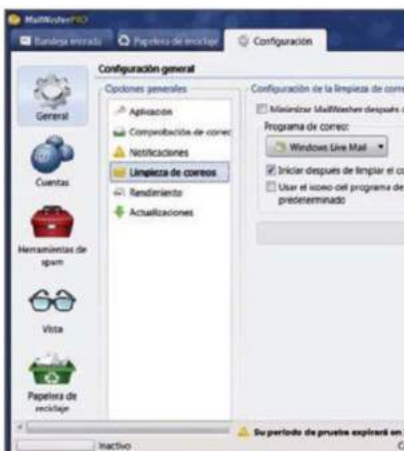 MailWasherPRO
Bandeja entrada
Papelera de reciclaje
Configuración
Configuración general
General
Cuentas
Herramientas de spam
Vista
Papelera de reciclaje
Opciones generales
Aplicación
Comprobación de correc
Notificaciones
Limpieza de correos
Rendimiento
Actualizaciones
Configuración de la limpieza de corre
Minimizar MailWasher después d
Programa de correo:
Windows Live Mail
Iniciar después de limpiar el co
Usar el icono del programa de
predeterminado
Su periodo de prueba expirará en
Inactivo
C